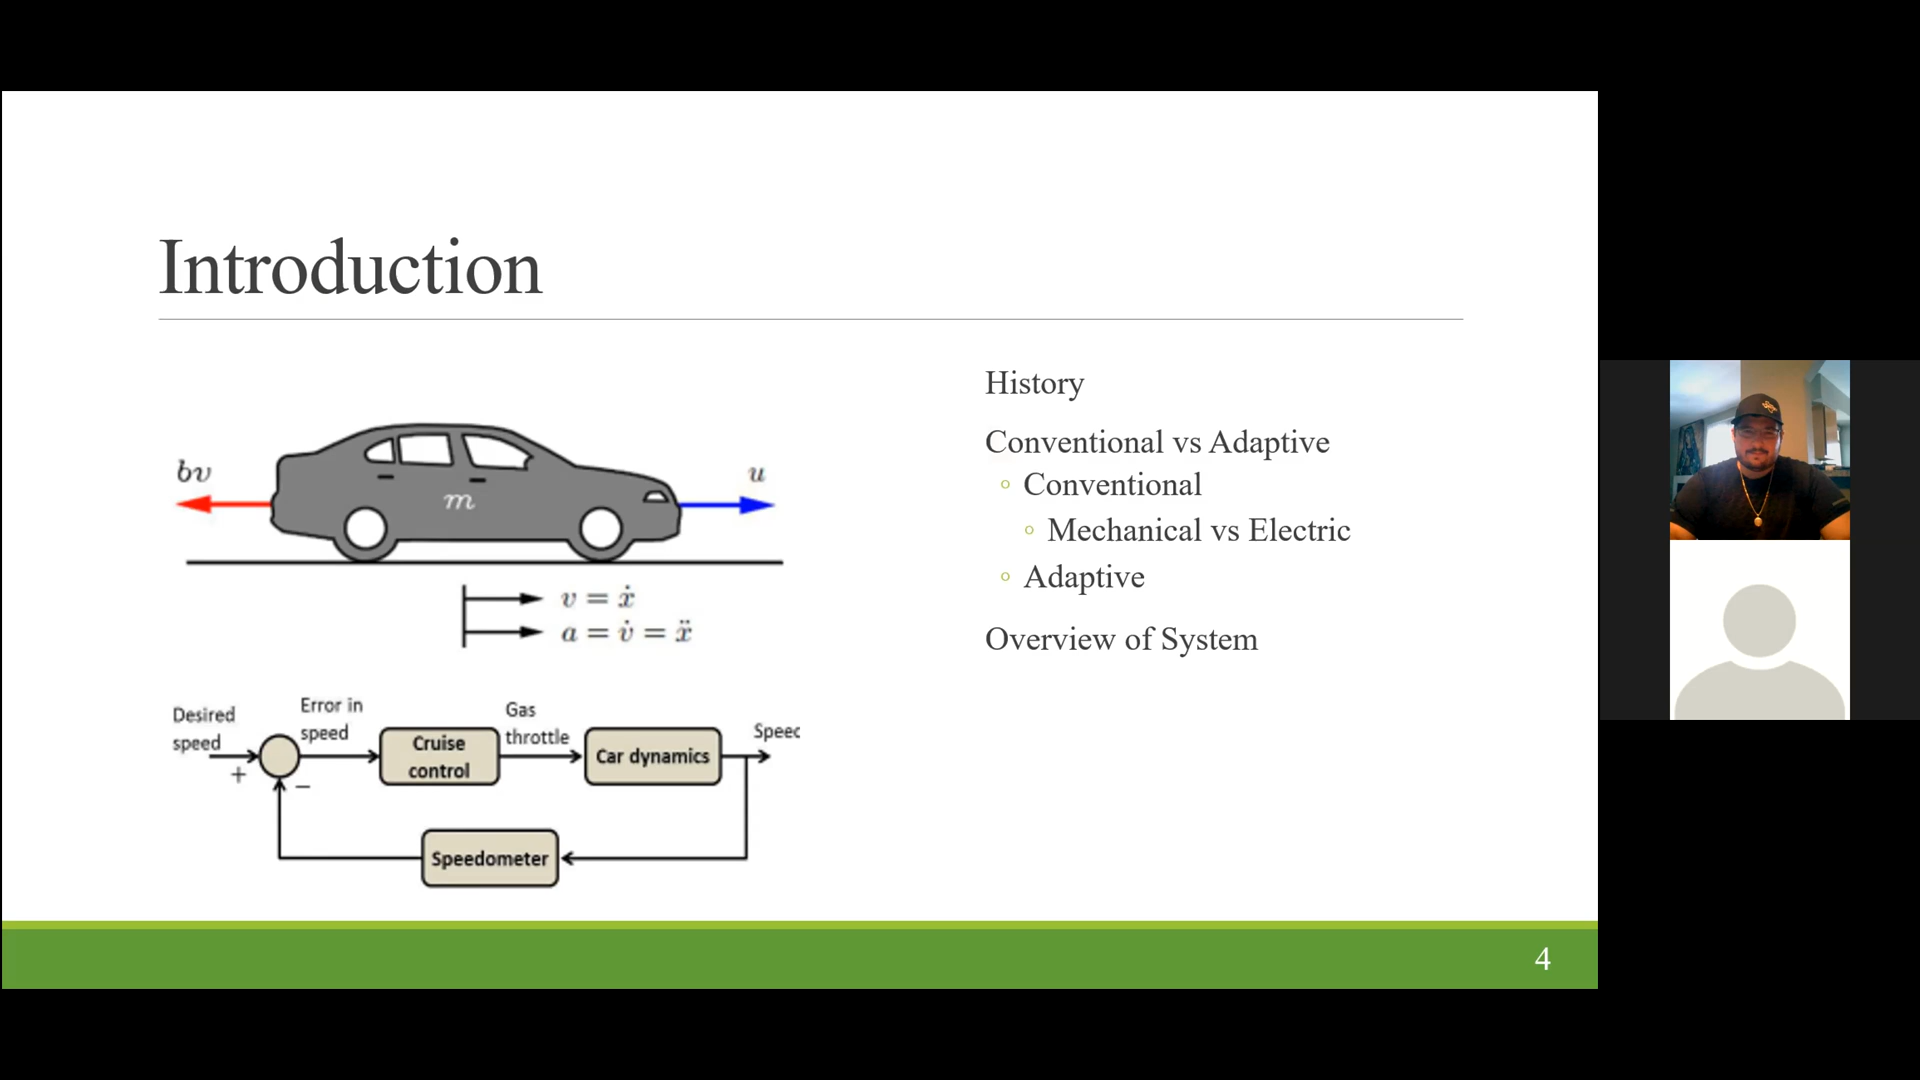 Introduction
bv
u
m
v = ẋ
a = v̇ = ẍ
Desired
speed
+
−
Error in
speed
Cruise
control
Gas
throttle
Car dynamics
Speed
Speedometer
History
Conventional vs Adaptive
Conventional
Mechanical vs Electric
Adaptive
Overview of System
4